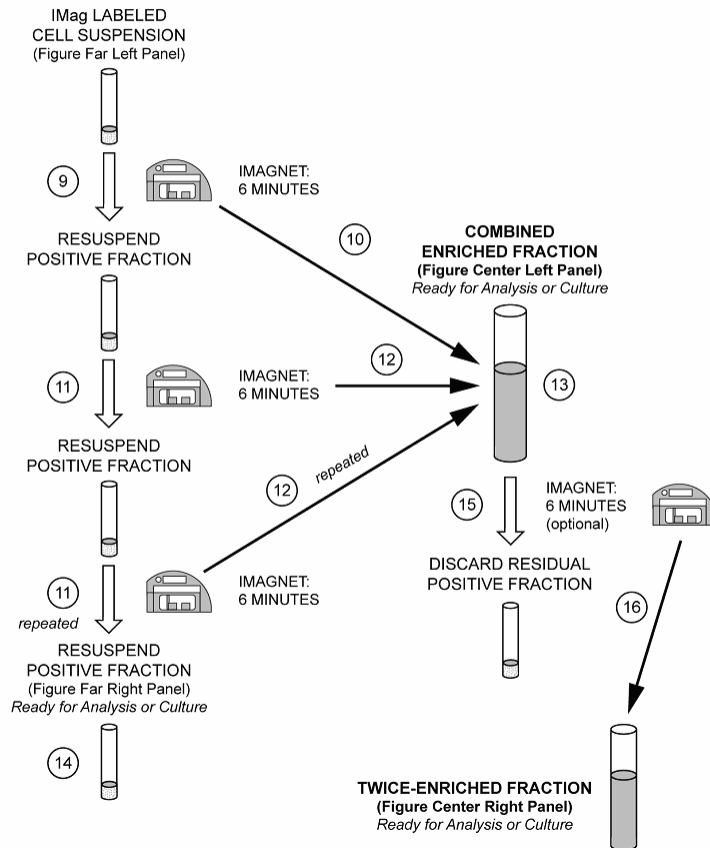 IMag LABELED
CELL SUSPENSION
(Figure Far Left Panel)
9
IMAGNET:
6 MINUTES
10
RESUSPEND
POSITIVE FRACTION
COMBINED
ENRICHED FRACTION
(Figure Center Left Panel)
Ready for Analysis or Culture
11
IMAGNET:
6 MINUTES
12
13
RESUSPEND
POSITIVE FRACTION
12
repeated
15
IMAGNET:
6 MINUTES
(optional)
11
repeated
IMAGNET:
6 MINUTES
DISCARD RESIDUAL
POSITIVE FRACTION
16
RESUSPEND
POSITIVE FRACTION
(Figure Far Right Panel)
Ready for Analysis or Culture
14
TWICE-ENRICHED FRACTION
(Figure Center Right Panel)
Ready for Analysis or Culture